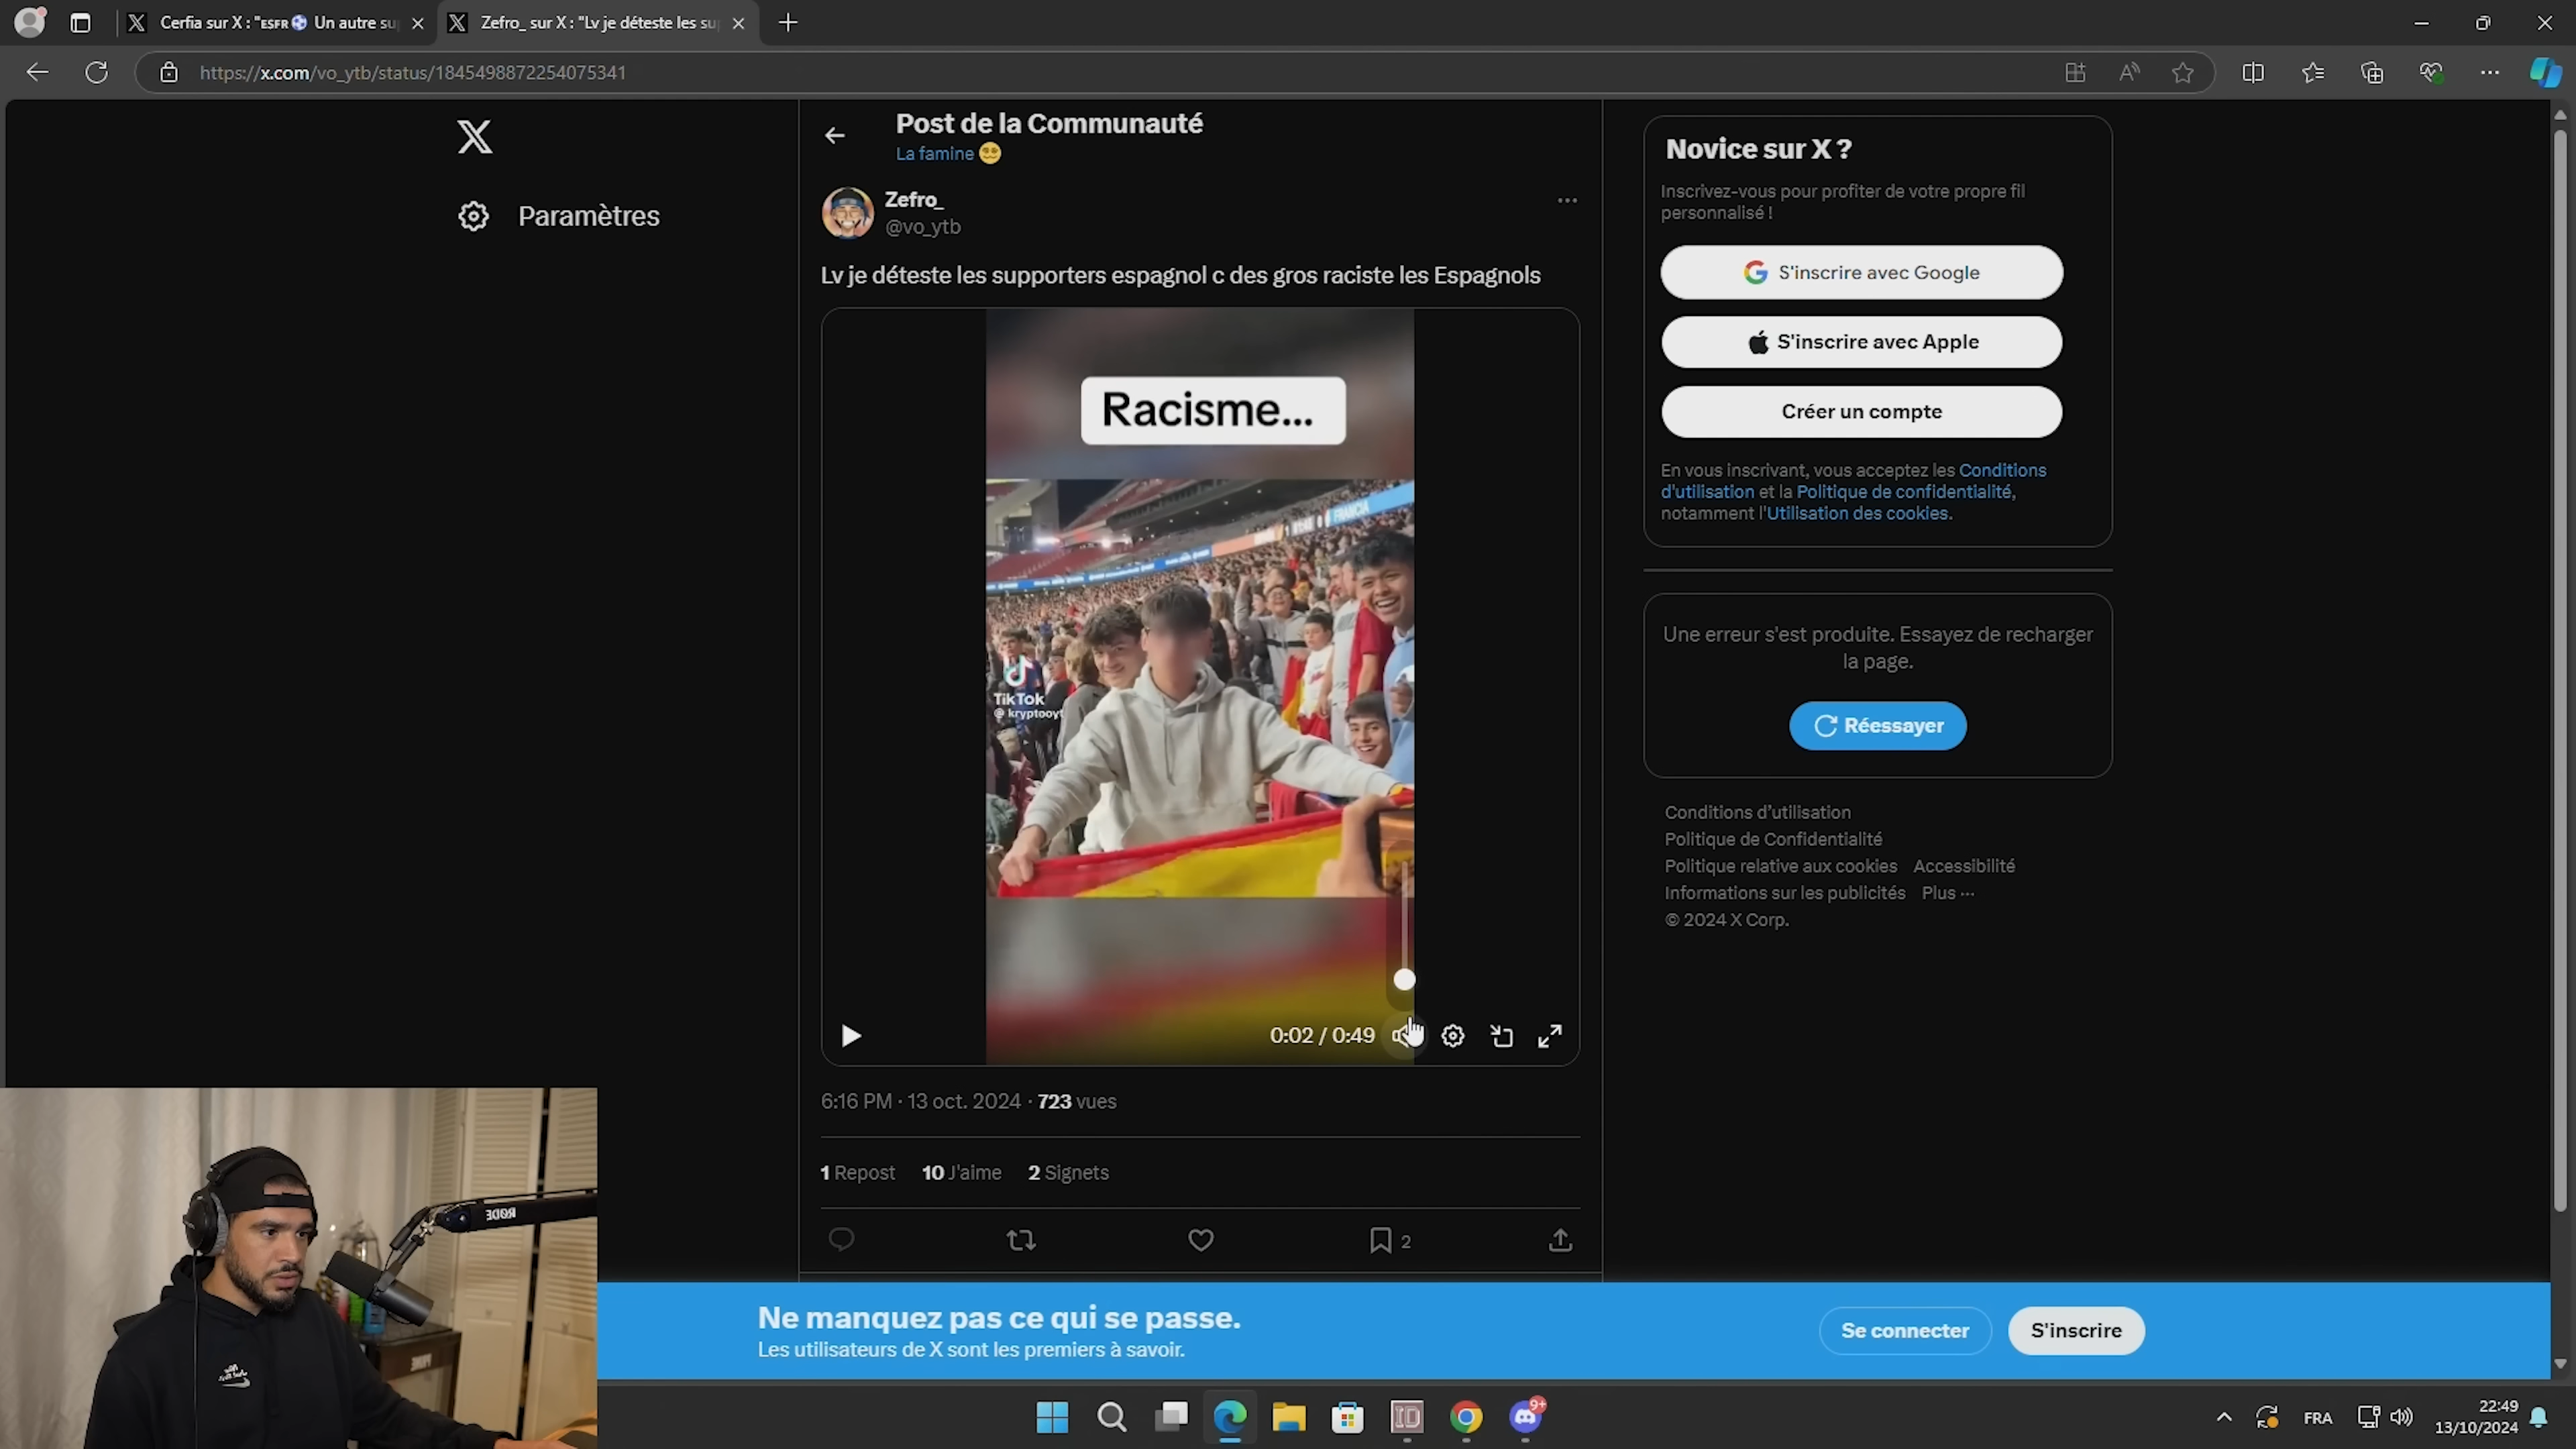 Cerfia sur X : "ESFR⚽ Un autre su
Zefro_ sur X : "Lv je déteste les su
https://x.com/vo_ytb/status/1845498872254075341
Post de la Communauté
La famine 😵‍💫
Paramètres
Zefro_
@vo_ytb
Lv je déteste les supporters espagnol c des gros raciste les Espagnols
Racisme...
FRANCIA
TikTok
@ kryptooyt
0:02 / 0:49
6:16 PM · 13 oct. 2024 · 723 vues
1 Repost 10 J'aime 2 Signets
2
Novice sur X ?
Inscrivez-vous pour profiter de votre propre fil
personnalisé !
S'inscrire avec Google
S'inscrire avec Apple
Créer un compte
En vous inscrivant, vous acceptez les Conditions
d'utilisation et la Politique de confidentialité,
notamment l'Utilisation des cookies.
Une erreur s'est produite. Essayez de recharger
la page.
Réessayer
Conditions d'utilisation
Politique de Confidentialité
Politique relative aux cookies Accessibilité
Informations sur les publicités Plus ···
© 2024 X Corp.
RØDE
Ne manquez pas ce qui se passe.
Les utilisateurs de X sont les premiers à savoir.
Se connecter
S'inscrire
9+
FRA
22:49
13/10/2024